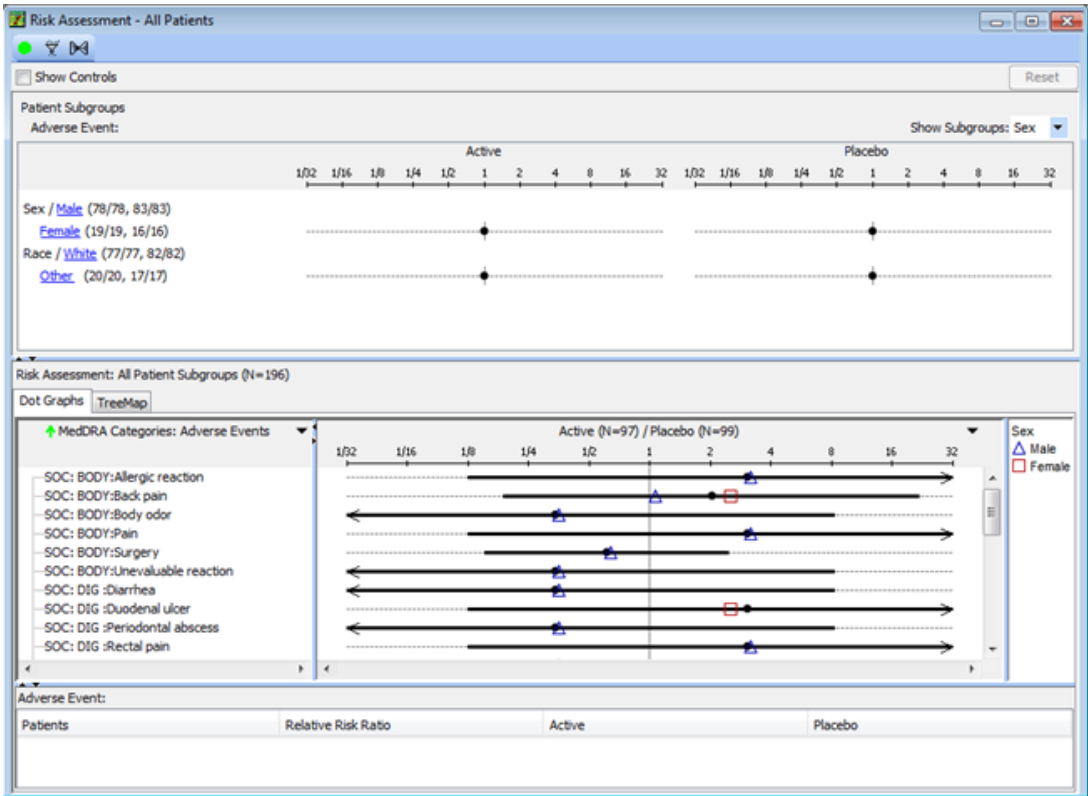 Risk Assessment - All Patients
Show Controls Reset
Patient Subgroups
Adverse Event: Show Subgroups: Sex
Active Placebo
1/32 1/16 1/8 1/4 1/2 1 2 4 8 16 32 1/32 1/16 1/8 1/4 1/2 1 2 4 8 16 32
Sex / Male (78/78, 83/83)
Female (19/19, 16/16)
Race / White (77/77, 82/82)
Other (20/20, 17/17)
Risk Assessment: All Patient Subgroups (N=196)
Dot Graphs TreeMap
MedDRA Categories: Adverse Events Active (N=97) / Placebo (N=99) Sex
1/32 1/16 1/8 1/4 1/2 1 2 4 8 16 32 Male
Female
SOC: BODY:Allergic reaction
SOC: BODY:Back pain
SOC: BODY:Body odor
SOC: BODY:Pain
SOC: BODY:Surgery
SOC: BODY:Unevaluable reaction
SOC: DIG :Diarrhea
SOC: DIG :Duodenal ulcer
SOC: DIG :Periodontal abscess
SOC: DIG :Rectal pain
Adverse Event:
Patients Relative Risk Ratio Active Placebo